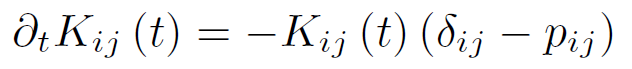 ∂ₜKᵢⱼ (t) = −Kᵢⱼ (t) (δᵢⱼ − pᵢⱼ)